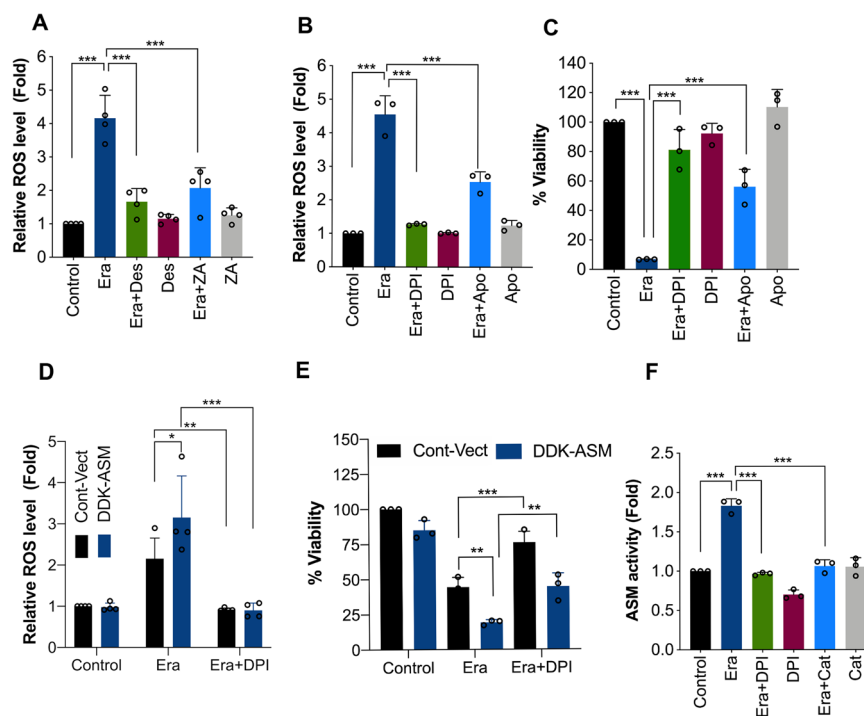 A
Relative ROS level (Fold)
6
5
4
3
2
1
0
***
***
***
Control
Era
Era+Des
Des
Era+ZA
ZA
B
Relative ROS level (Fold)
6
5
4
3
2
1
0
***
***
***
Control
Era
Era+DPI
DPI
Era+Apo
Apo
C
% Viability
140
120
100
80
60
40
20
0
***
***
***
Control
Era
Era+DPI
DPI
Era+Apo
Apo
D
Relative ROS level (Fold)
5
4
3
2
1
0
Cont-Vect
DDK-ASM
***
**
*
Control
Era
Era+DPI
E
% Viability
150
125
100
75
50
25
0
Cont-Vect
DDK-ASM
***
**
**
Control
Era
Era+DPI
F
ASM activity (Fold)
2.5
2.0
1.5
1.0
0.5
0.0
***
***
***
Control
Era
Era+DPI
DPI
Era+Cat
Cat